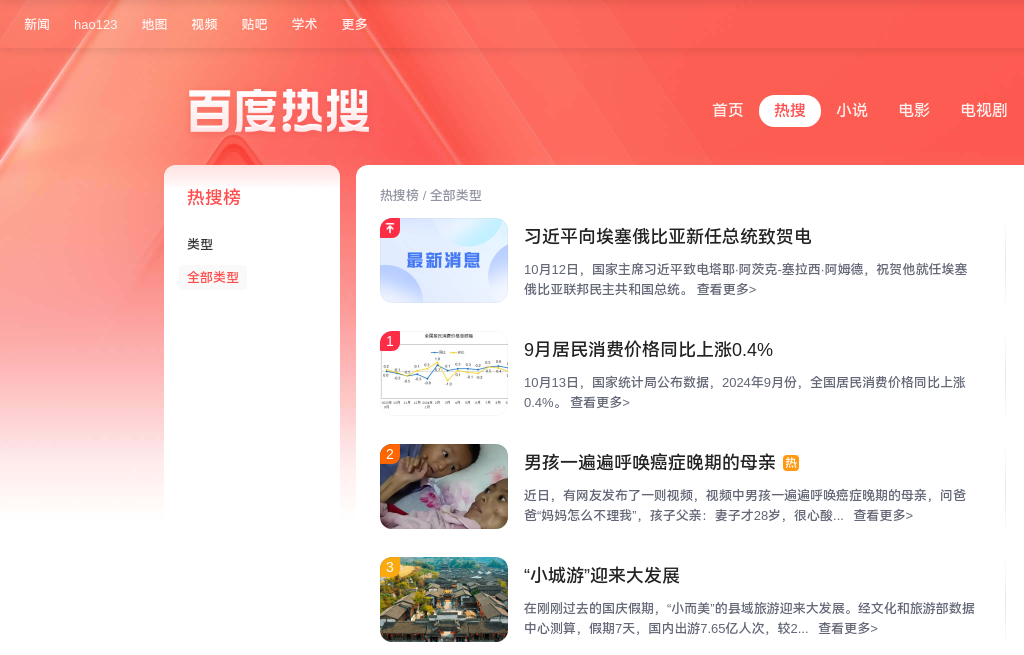 新闻 hao123 地图 视频 贴吧 学术 更多
百度热搜
首页 热搜 小说 电影 电视剧
热搜榜
类型
全部类型
热搜榜 / 全部类型
最新消息
习近平向埃塞俄比亚新任总统致贺电
10月12日，国家主席习近平致电塔耶·阿茨克-塞拉西·阿姆德，祝贺他就任埃塞
俄比亚联邦民主共和国总统。 查看更多>
1
全国居民消费价格涨跌幅
9月居民消费价格同比上涨0.4%
10月13日，国家统计局公布数据，2024年9月份，全国居民消费价格同比上涨
0.4%。 查看更多>
2
男孩一遍遍呼唤癌症晚期的母亲 热
近日，有网友发布了一则视频，视频中男孩一遍遍呼唤癌症晚期的母亲，问爸
爸“妈妈怎么不理我”，孩子父亲：妻子才28岁，很心酸... 查看更多>
3
“小城游”迎来大发展
在刚刚过去的国庆假期，“小而美”的县域旅游迎来大发展。经文化和旅游部数据
中心测算，假期7天，国内出游7.65亿人次，较2... 查看更多>